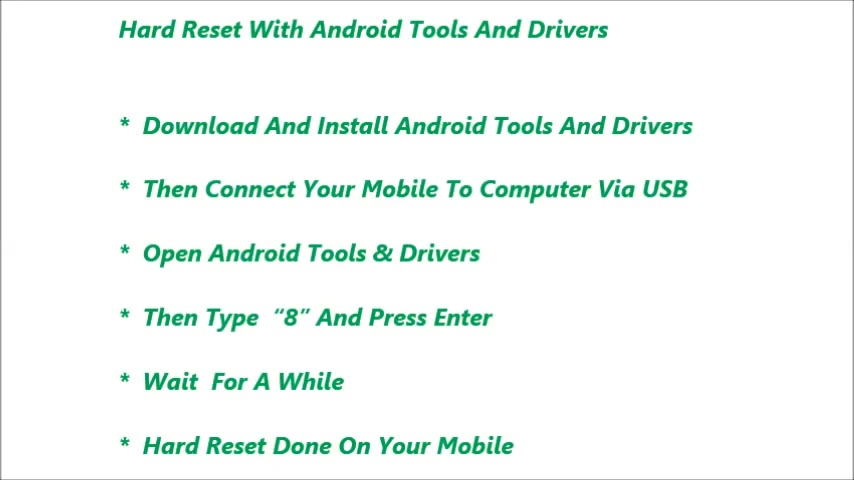 Hard Reset With Android Tools And Drivers
* Download And Install Android Tools And Drivers
* Then Connect Your Mobile To Computer Via USB
* Open Android Tools & Drivers
* Then Type “8” And Press Enter
* Wait For A While
* Hard Reset Done On Your Mobile